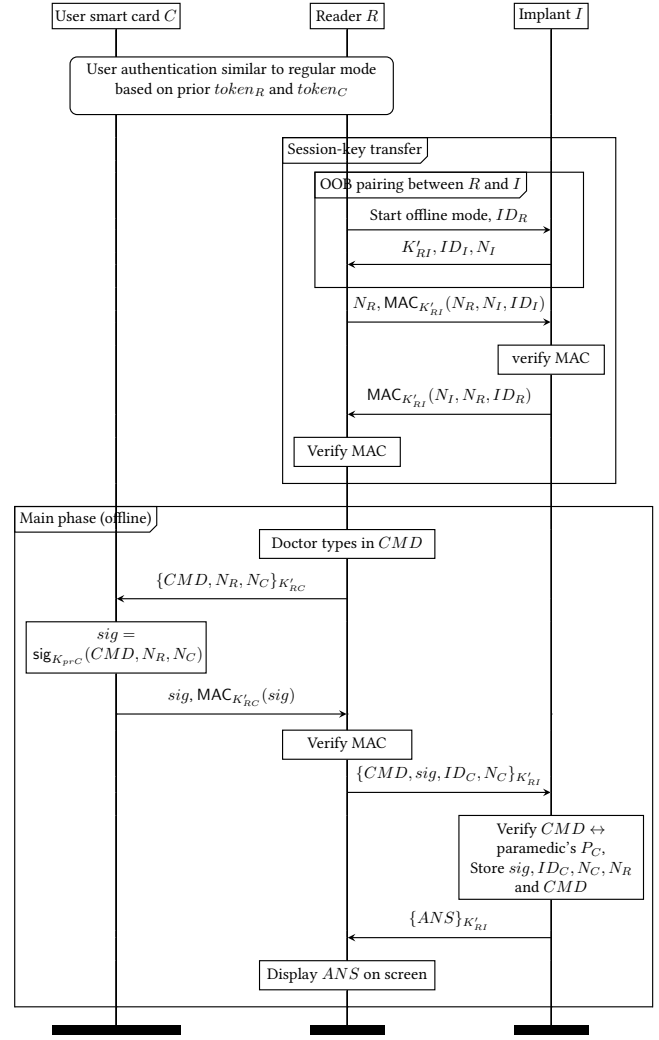 User smart card C
Reader R
Implant I
User authentication similar to regular mode
based on prior token_R and token_C
Session-key transfer
OOB pairing between R and I
Start offline mode, ID_R
K'_RI, ID_I, N_I
N_R, MAC_K'_RI(N_R, N_I, ID_I)
verify MAC
MAC_K'_RI(N_I, N_R, ID_R)
Verify MAC
Main phase (offline)
Doctor types in CMD
{CMD, N_R, N_C}_K'_RC
sig =
sig_K_prC(CMD, N_R, N_C)
sig, MAC_K'_RC(sig)
Verify MAC
{CMD, sig, ID_C, N_C}_K'_RI
Verify CMD ↔
paramedic's P_C,
Store sig, ID_C, N_C, N_R
and CMD
{ANS}_K'_RI
Display ANS on screen